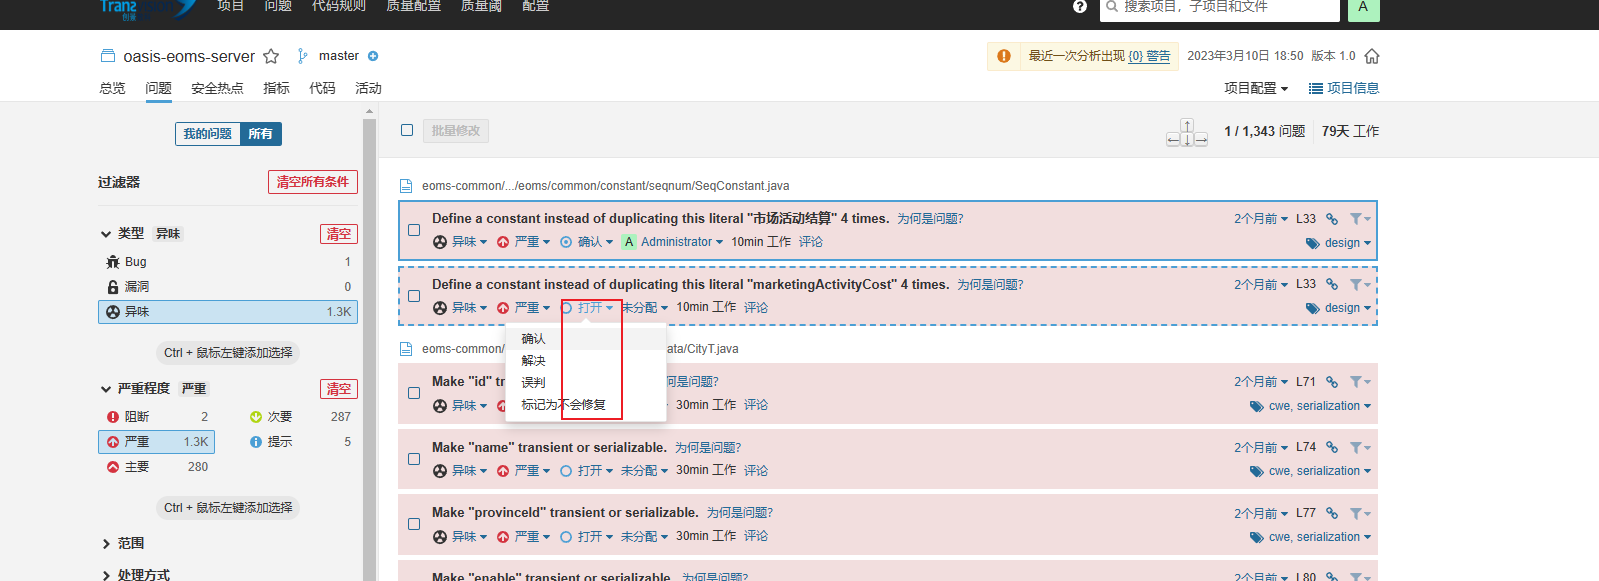 Tranzvision 项目 问题 代码规则 质量配置 质量阈 配置 ? 搜索项目，子项目和文件 A
创景
oasis-eoms-server master 最近一次分析出现 {0} 警告 2023年3月10日 18:50 版本 1.0
总览 问题 安全热点 指标 代码 活动 项目配置 项目信息
我的问题 所有 批量修改 1 / 1,343 问题 79天 工作
过滤器 清空所有条件
eoms-common/.../eoms/common/constant/seqnum/SeqConstant.java
Define a constant instead of duplicating this literal "市场活动结算" 4 times. 为何是问题? 2个月前 L33
异味 严重 确认 A Administrator 10min 工作 评论 design
Define a constant instead of duplicating this literal "marketingActivityCost" 4 times. 为何是问题? 2个月前 L33
异味 严重 打开 未分配 10min 工作 评论 design
确认
解决
误判
标记为不会修复
eoms-common/ ata/CityT.java
Make "id" tr 何是问题? 2个月前 L71
异味 30min 工作 评论 cwe, serialization
Make "name" transient or serializable. 为何是问题? 2个月前 L74
异味 严重 打开 未分配 30min 工作 评论 cwe, serialization
Make "provinceId" transient or serializable. 为何是问题? 2个月前 L77
异味 严重 打开 未分配 30min 工作 评论 cwe, serialization
Make "enable" transient or serializable. 为何是问题? 2个月前 L80
类型 异味 清空
Bug 1
漏洞 0
异味 1.3K
Ctrl + 鼠标左键添加选择
严重程度 严重 清空
阻断 2 次要 287
严重 1.3K 提示 5
主要 280
Ctrl + 鼠标左键添加选择
范围
处理方式